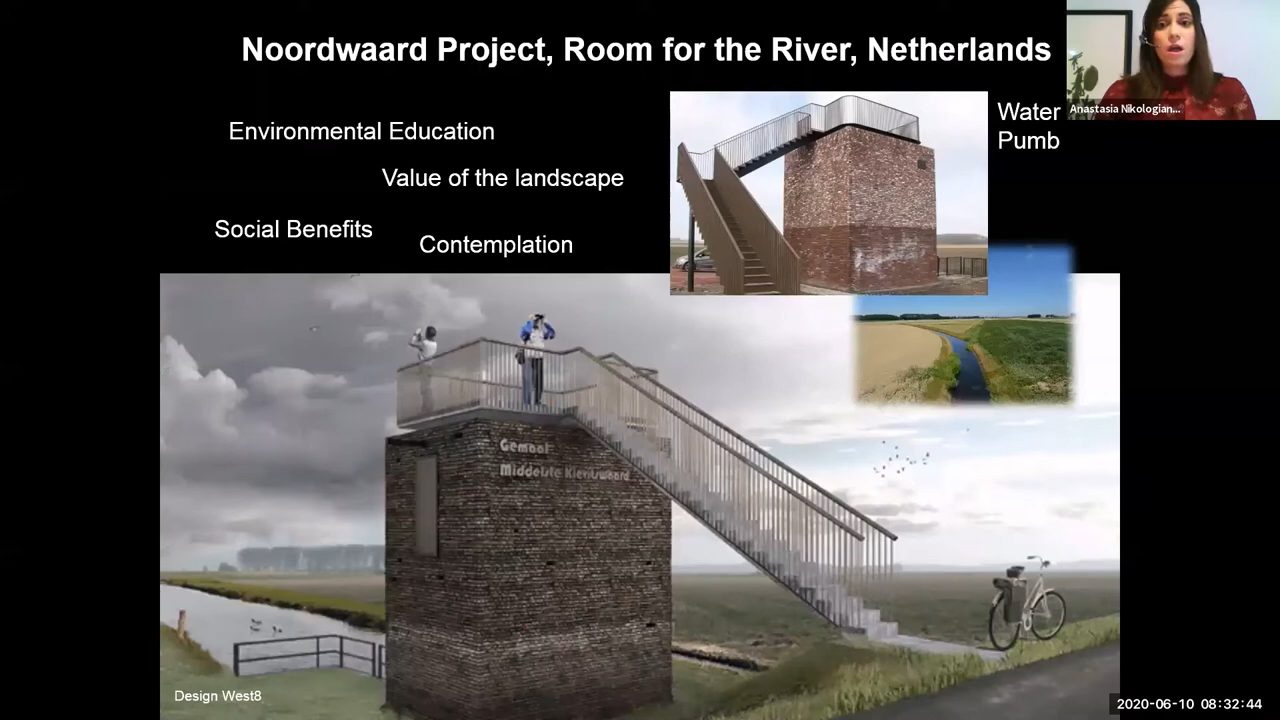 Noordwaard Project, Room for the River, Netherlands
Anastasia Nikologian...
Water
Pumb
Environmental Education
Value of the landscape
Social Benefits
Contemplation
Gemaal
Middelste Kievitswaard
Design West8
2020-06-10 08:32:44